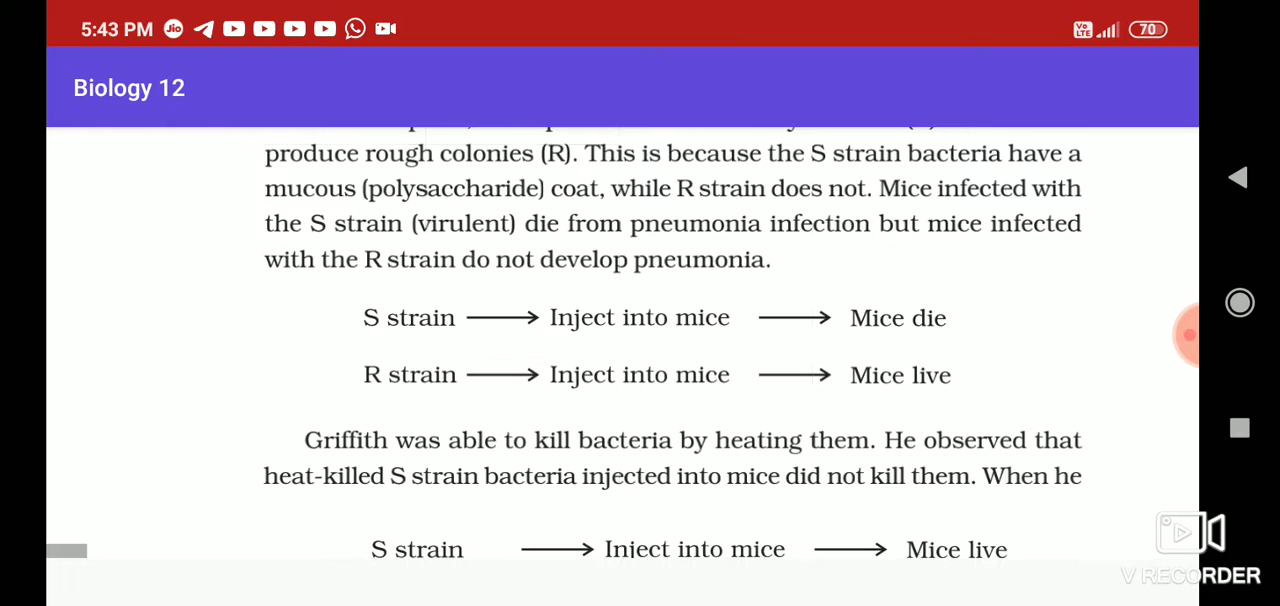 5:43 PM
Jio
Vo LTE
70
Biology 12
produce rough colonies (R). This is because the S strain bacteria have a
mucous (polysaccharide) coat, while R strain does not. Mice infected with
the S strain (virulent) die from pneumonia infection but mice infected
with the R strain do not develop pneumonia.
S strain → Inject into mice → Mice die
R strain → Inject into mice → Mice live
Griffith was able to kill bacteria by heating them. He observed that
heat-killed S strain bacteria injected into mice did not kill them. When he
S strain → Inject into mice → Mice live
V RECORDER